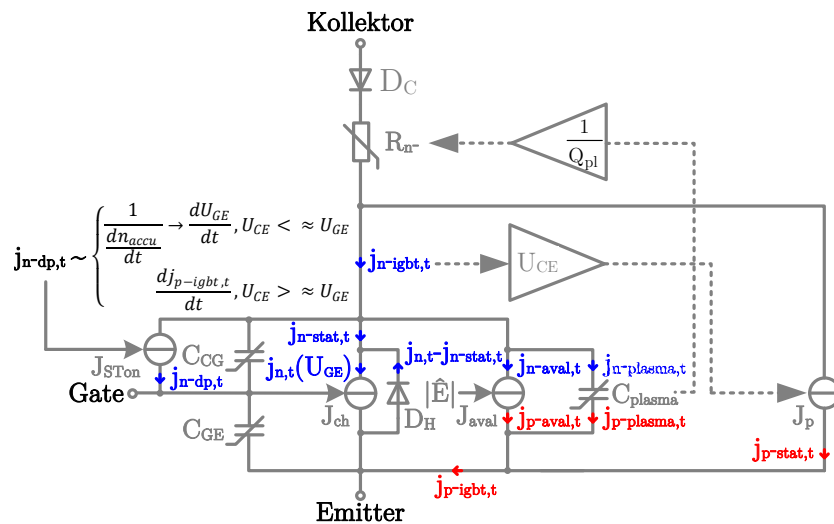 Kollektor
D_C
R_n-
1/Q_pl
j_n-dp,t ~ { 1/(dn_accu/dt) → dU_GE/dt , U_CE < ≈ U_GE
dj_p-igbt,t/dt , U_CE > ≈ U_GE
j_n-igbt,t
U_CE
j_n-stat,t
j_n,t-j_n-stat,t
J_STon
C_CG
j_n-dp,t
j_n,t(U_GE)
j_n-aval,t
j_n-plasma,t
Gate
|Ê|
C_GE
J_ch
D_H
J_aval
C_plasma
J_p
j_p-aval,t
j_p-plasma,t
j_p-stat,t
j_p-igbt,t
Emitter